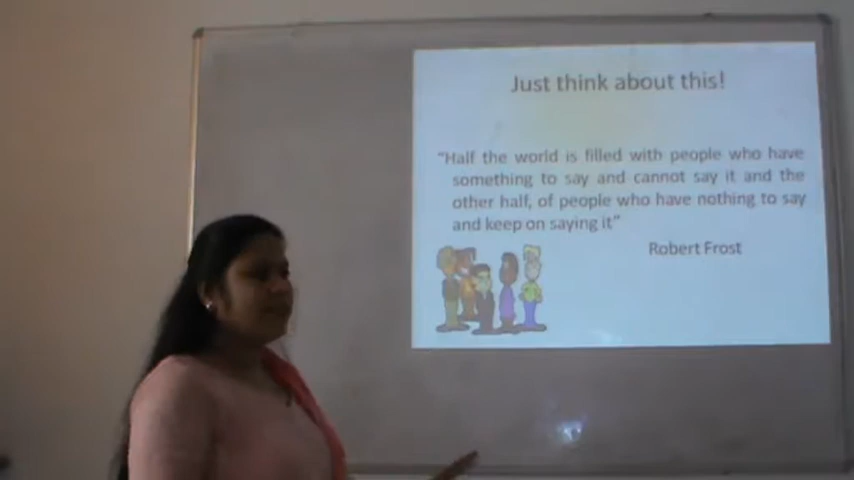 Just think about this!
“Half the world is filled with people who have
something to say and cannot say it and the
other half, of people who have nothing to say
and keep on saying it”
Robert Frost